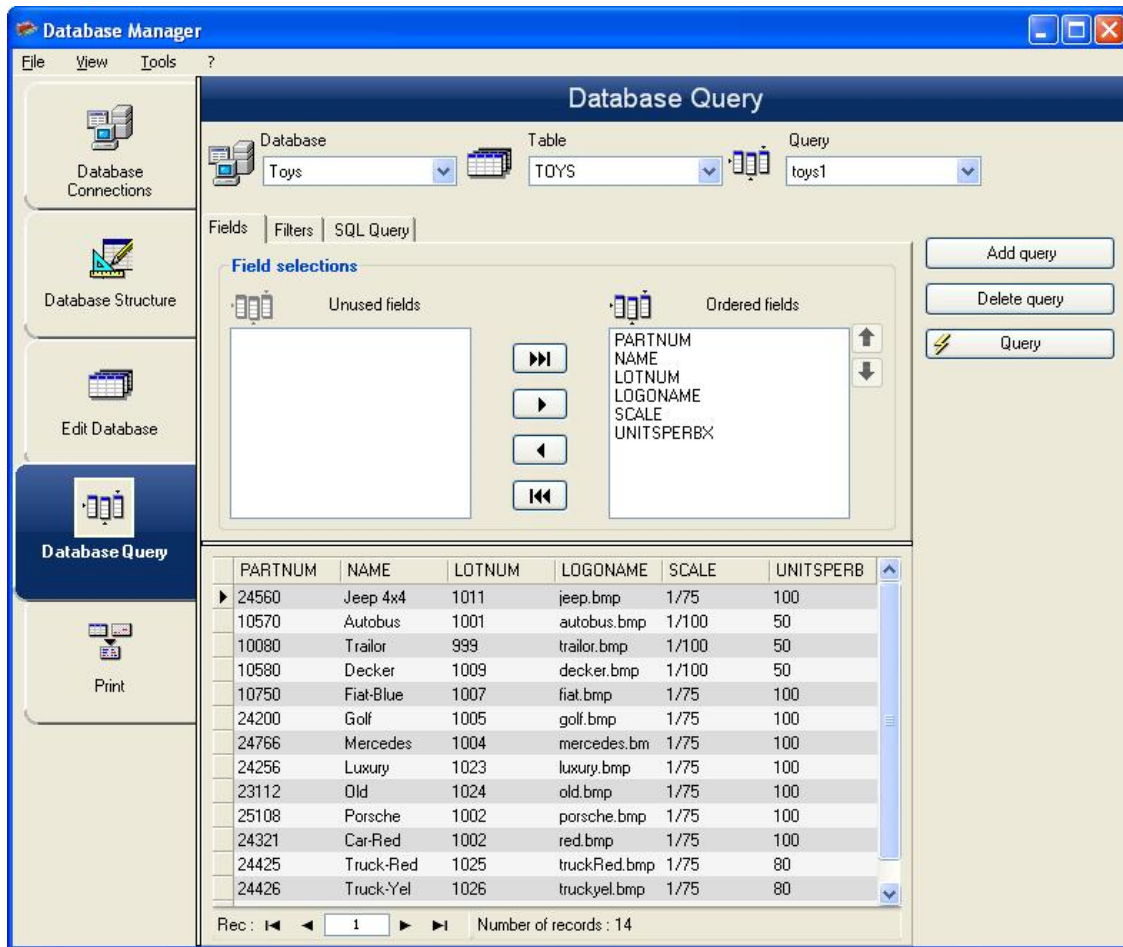 Database Manager
File View Tools ?
Database Query
Database Connections
Database Structure
Edit Database
Database Query
Print
Database Table Query
Toys TOYS toys1
Fields Filters SQL Query
Add query
Delete query
Query
Field selections
Unused fields Ordered fields
PARTNUM
NAME
LOTNUM
LOGONAME
SCALE
UNITSPERBX
PARTNUM NAME LOTNUM LOGONAME SCALE UNITSPERB
24560 Jeep 4x4 1011 jeep.bmp 1/75 100
10570 Autobus 1001 autobus.bmp 1/100 50
10080 Trailor 999 trailor.bmp 1/100 50
10580 Decker 1009 decker.bmp 1/100 50
10750 Fiat-Blue 1007 fiat.bmp 1/75 100
24200 Golf 1005 golf.bmp 1/75 100
24766 Mercedes 1004 mercedes.bm 1/75 100
24256 Luxury 1023 luxury.bmp 1/75 100
23112 Old 1024 old.bmp 1/75 100
25108 Porsche 1002 porsche.bmp 1/75 100
24321 Car-Red 1002 red.bmp 1/75 100
24425 Truck-Red 1025 truckRed.bmp 1/75 80
24426 Truck-Yel 1026 truckyel.bmp 1/75 80
Rec : 1 Number of records : 14